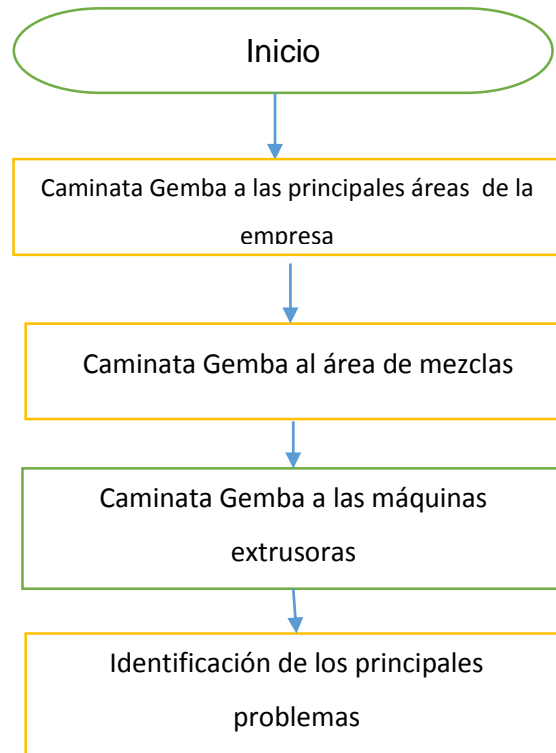 Inicio
Caminata Gemba a las principales áreas de la
empresa
Caminata Gemba al área de mezclas
Caminata Gemba a las máquinas
extrusoras
Identificación de los principales
problemas